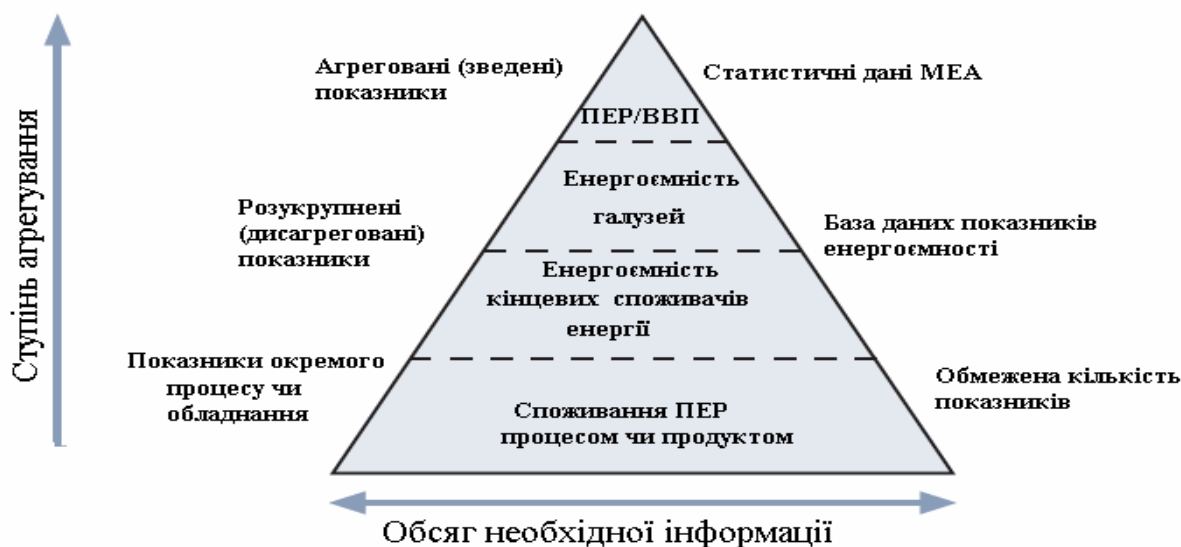 Ступінь агрегування
Агреговані (зведені)
показники
Статистичні дані МЕА
ПЕР/ВВП
Енергоємність
галузей
Розукрупнені
(дисагреговані)
показники
База даних показників
енергоємності
Енергоємність
кінцевих споживачів
енергії
Показники окремого
процесу чи
обладнання
Обмежена кількість
показників
Споживання ПЕР
процесом чи продуктом
Обсяг необхідної інформації